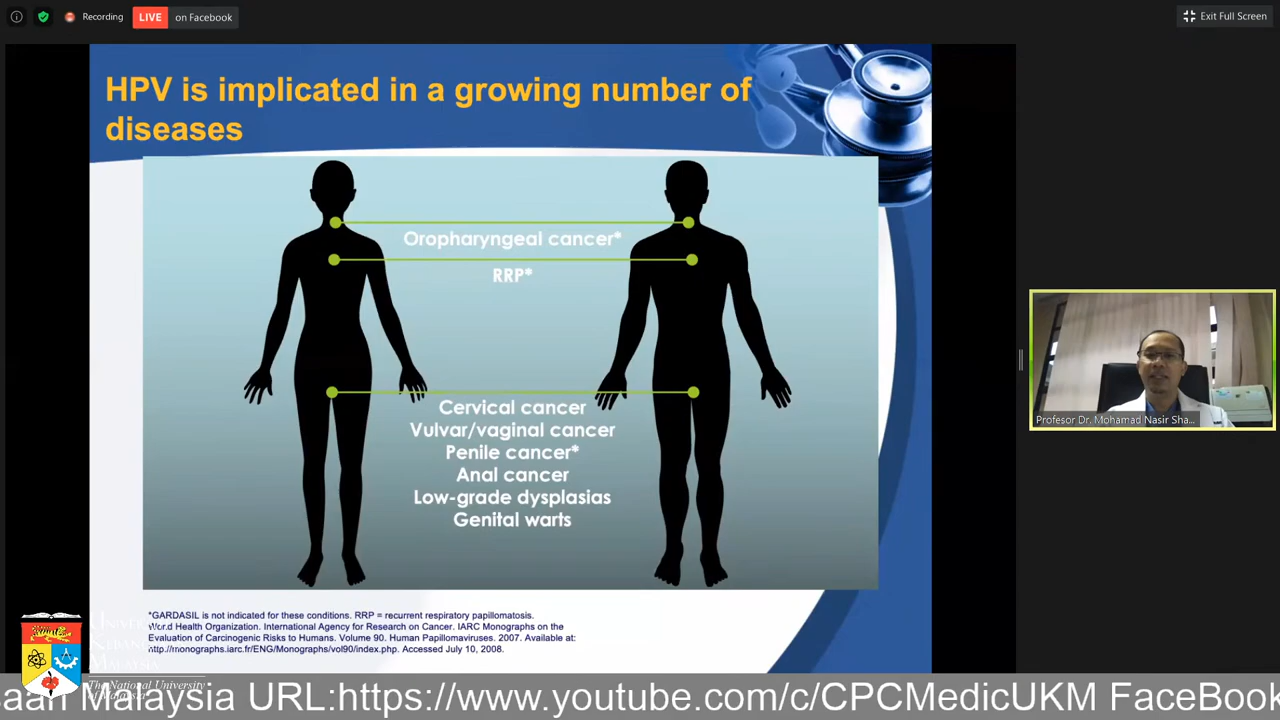 Recording
LIVE
on Facebook
Exit Full Screen
HPV is implicated in a growing number of
diseases
Oropharyngeal cancer*
RRP*
Cervical cancer
Vulvar/vaginal cancer
Penile cancer*
Anal cancer
Low-grade dysplasias
Genital warts
*GARDASIL is not indicated for these conditions. RRP = recurrent respiratory papillomatosis.
World Health Organization. International Agency for Research on Cancer. IARC Monographs on the
Evaluation of Carcinogenic Risks to Humans. Volume 90. Human Papillomaviruses. 2007. Available at:
http://monographs.iarc.fr/ENG/Monographs/vol90/index.php. Accessed July 10, 2008.
Profesor Dr. Mohamad Nasir Sha...
Malaysia
The National University
saan Malaysia URL:https://www.youtube.com/c/CPCMedicUKM FaceBook